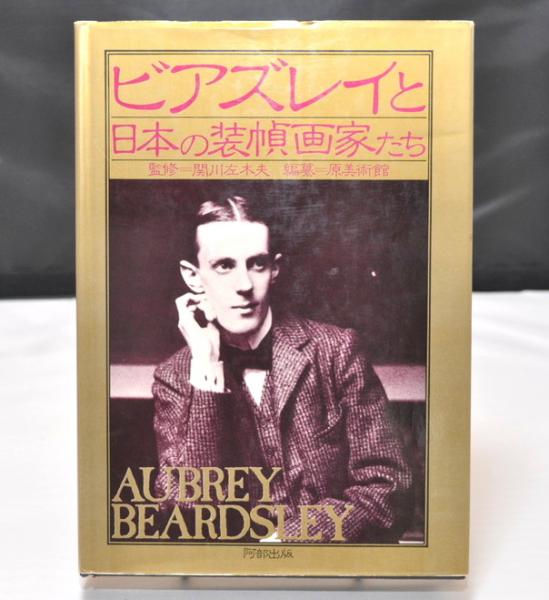 ビアズレイと
日本の装幀画家たち
監修=関川左木夫 編纂=原美術館
AUBREY
BEARDSLEY
阿部出版